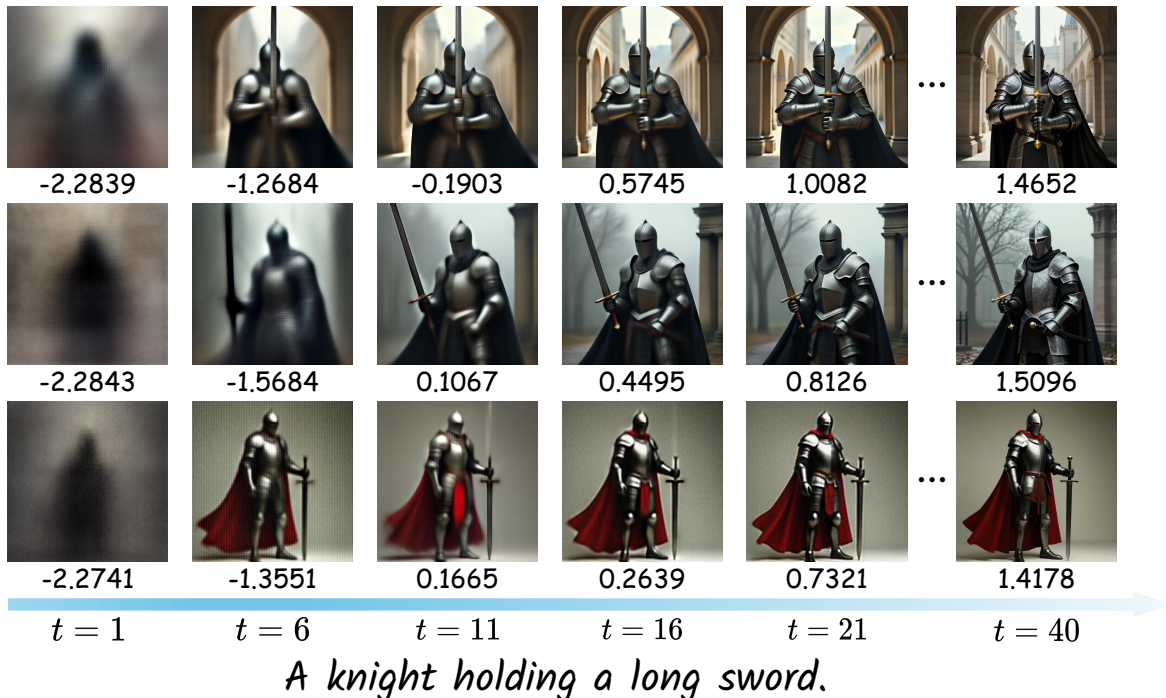 -2.2839 -1.2684 -0.1903 0.5745 1.0082 ... 1.4652
-2.2843 -1.5684 0.1067 0.4495 0.8126 ... 1.5096
-2.2741 -1.3551 0.1665 0.2639 0.7321 ... 1.4178
t = 1 t = 6 t = 11 t = 16 t = 21 t = 40
A knight holding a long sword.